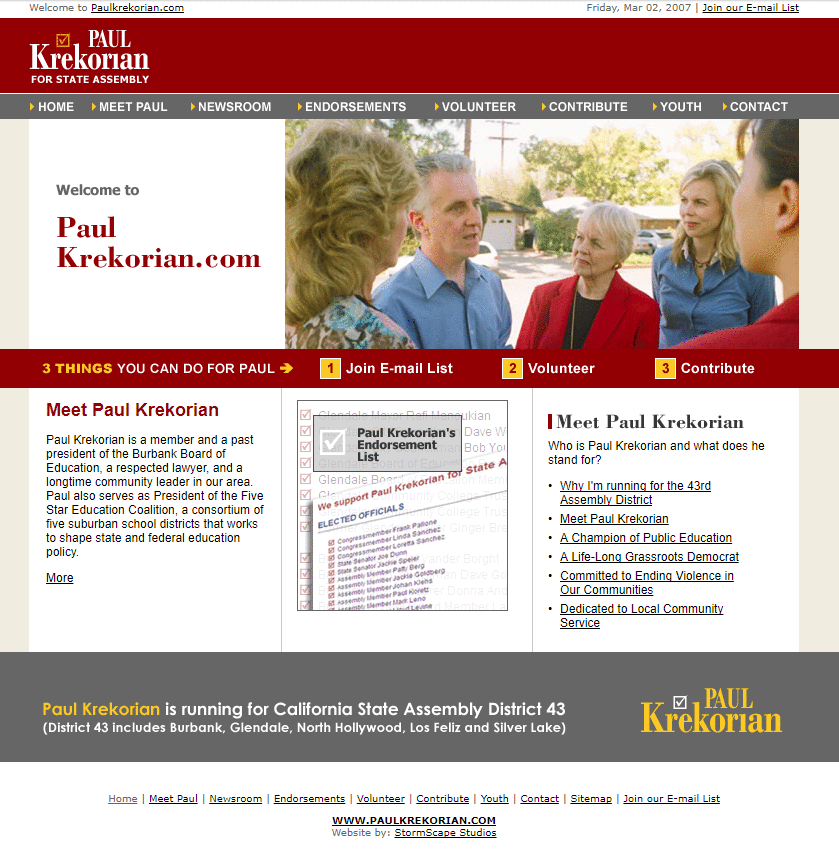 Welcome to Paulkrekorian.com
Friday, Mar 02, 2007 | Join our E-mail List
PAUL
Krekorian
FOR STATE ASSEMBLY
HOME MEET PAUL NEWSROOM ENDORSEMENTS VOLUNTEER CONTRIBUTE YOUTH CONTACT
Welcome to
Paul
Krekorian.com
3 THINGS YOU CAN DO FOR PAUL 1 Join E-mail List 2 Volunteer 3 Contribute
Meet Paul Krekorian
Paul Krekorian is a member and a past
president of the Burbank Board of
Education, a respected lawyer, and a
longtime community leader in our area.
Paul also serves as President of the Five
Star Education Coalition, a consortium of
five suburban school districts that works
to shape state and federal education
policy.
More
Glendale Mayor Rafi Manoukian
Dave W
Bob You
Paul Krekorian's
Endorsement
List
Glendale Board of Edu
Glendale Boa
We support Paul Krekorian for State A
ELECTED OFFICIALS
Congressmember Frank Pallone
Congressmember Linda Sanchez
Congressmember Loretta Sanchez
State Senator Joe Dunn
State Senator Jackie Speier
Assembly Member Patty Berg
Assembly Member Jackie Goldberg
Assembly Member Johan Klehs
Assembly Member Paul Koretz
Assembly Member Mark Leno
Meet Paul Krekorian
Who is Paul Krekorian and what does he
stand for?
• Why I'm running for the 43rd
Assembly District
• Meet Paul Krekorian
• A Champion of Public Education
• A Life-Long Grassroots Democrat
• Committed to Ending Violence in
Our Communities
• Dedicated to Local Community
Service
Paul Krekorian is running for California State Assembly District 43
(District 43 includes Burbank, Glendale, North Hollywood, Los Feliz and Silver Lake)
PAUL
Krekorian
Home | Meet Paul | Newsroom | Endorsements | Volunteer | Contribute | Youth | Contact | Sitemap | Join our E-mail List
WWW.PAULKREKORIAN.COM
Website by: StormScape Studios